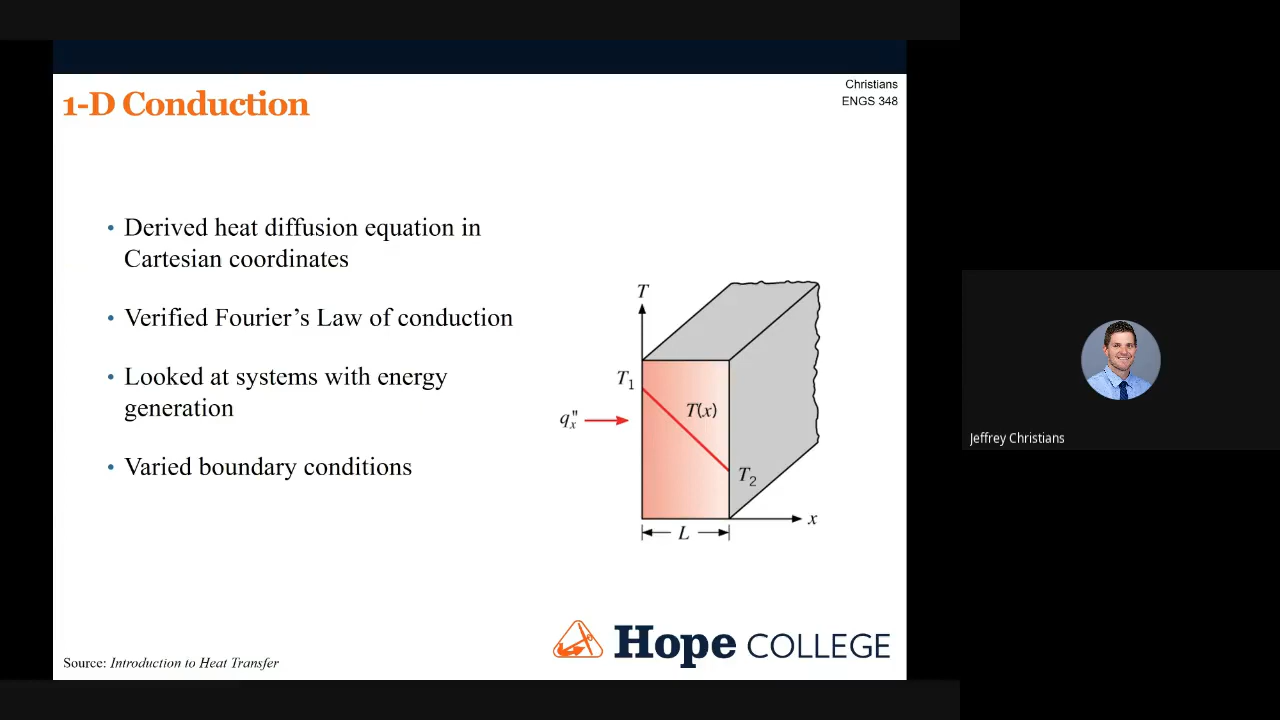 Christians
ENGS 348
1-D Conduction
• Derived heat diffusion equation in
Cartesian coordinates
• Verified Fourier’s Law of conduction
• Looked at systems with energy
generation
• Varied boundary conditions
T
T1
T(x)
qx"
T2
x
L
Jeffrey Christians
Hope COLLEGE
Source: Introduction to Heat Transfer